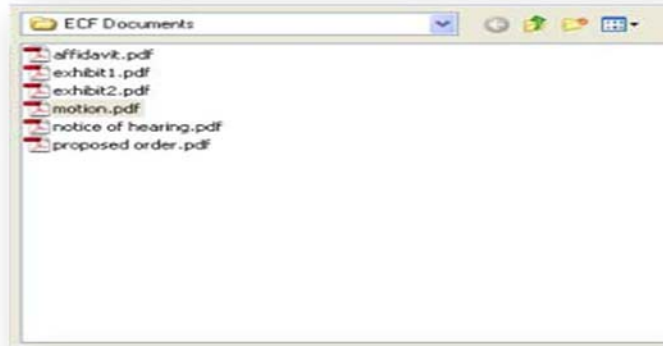 ECF Documents
affidavit.pdf
exhibit1.pdf
exhibit2.pdf
motion.pdf
notice of hearing.pdf
proposed order.pdf